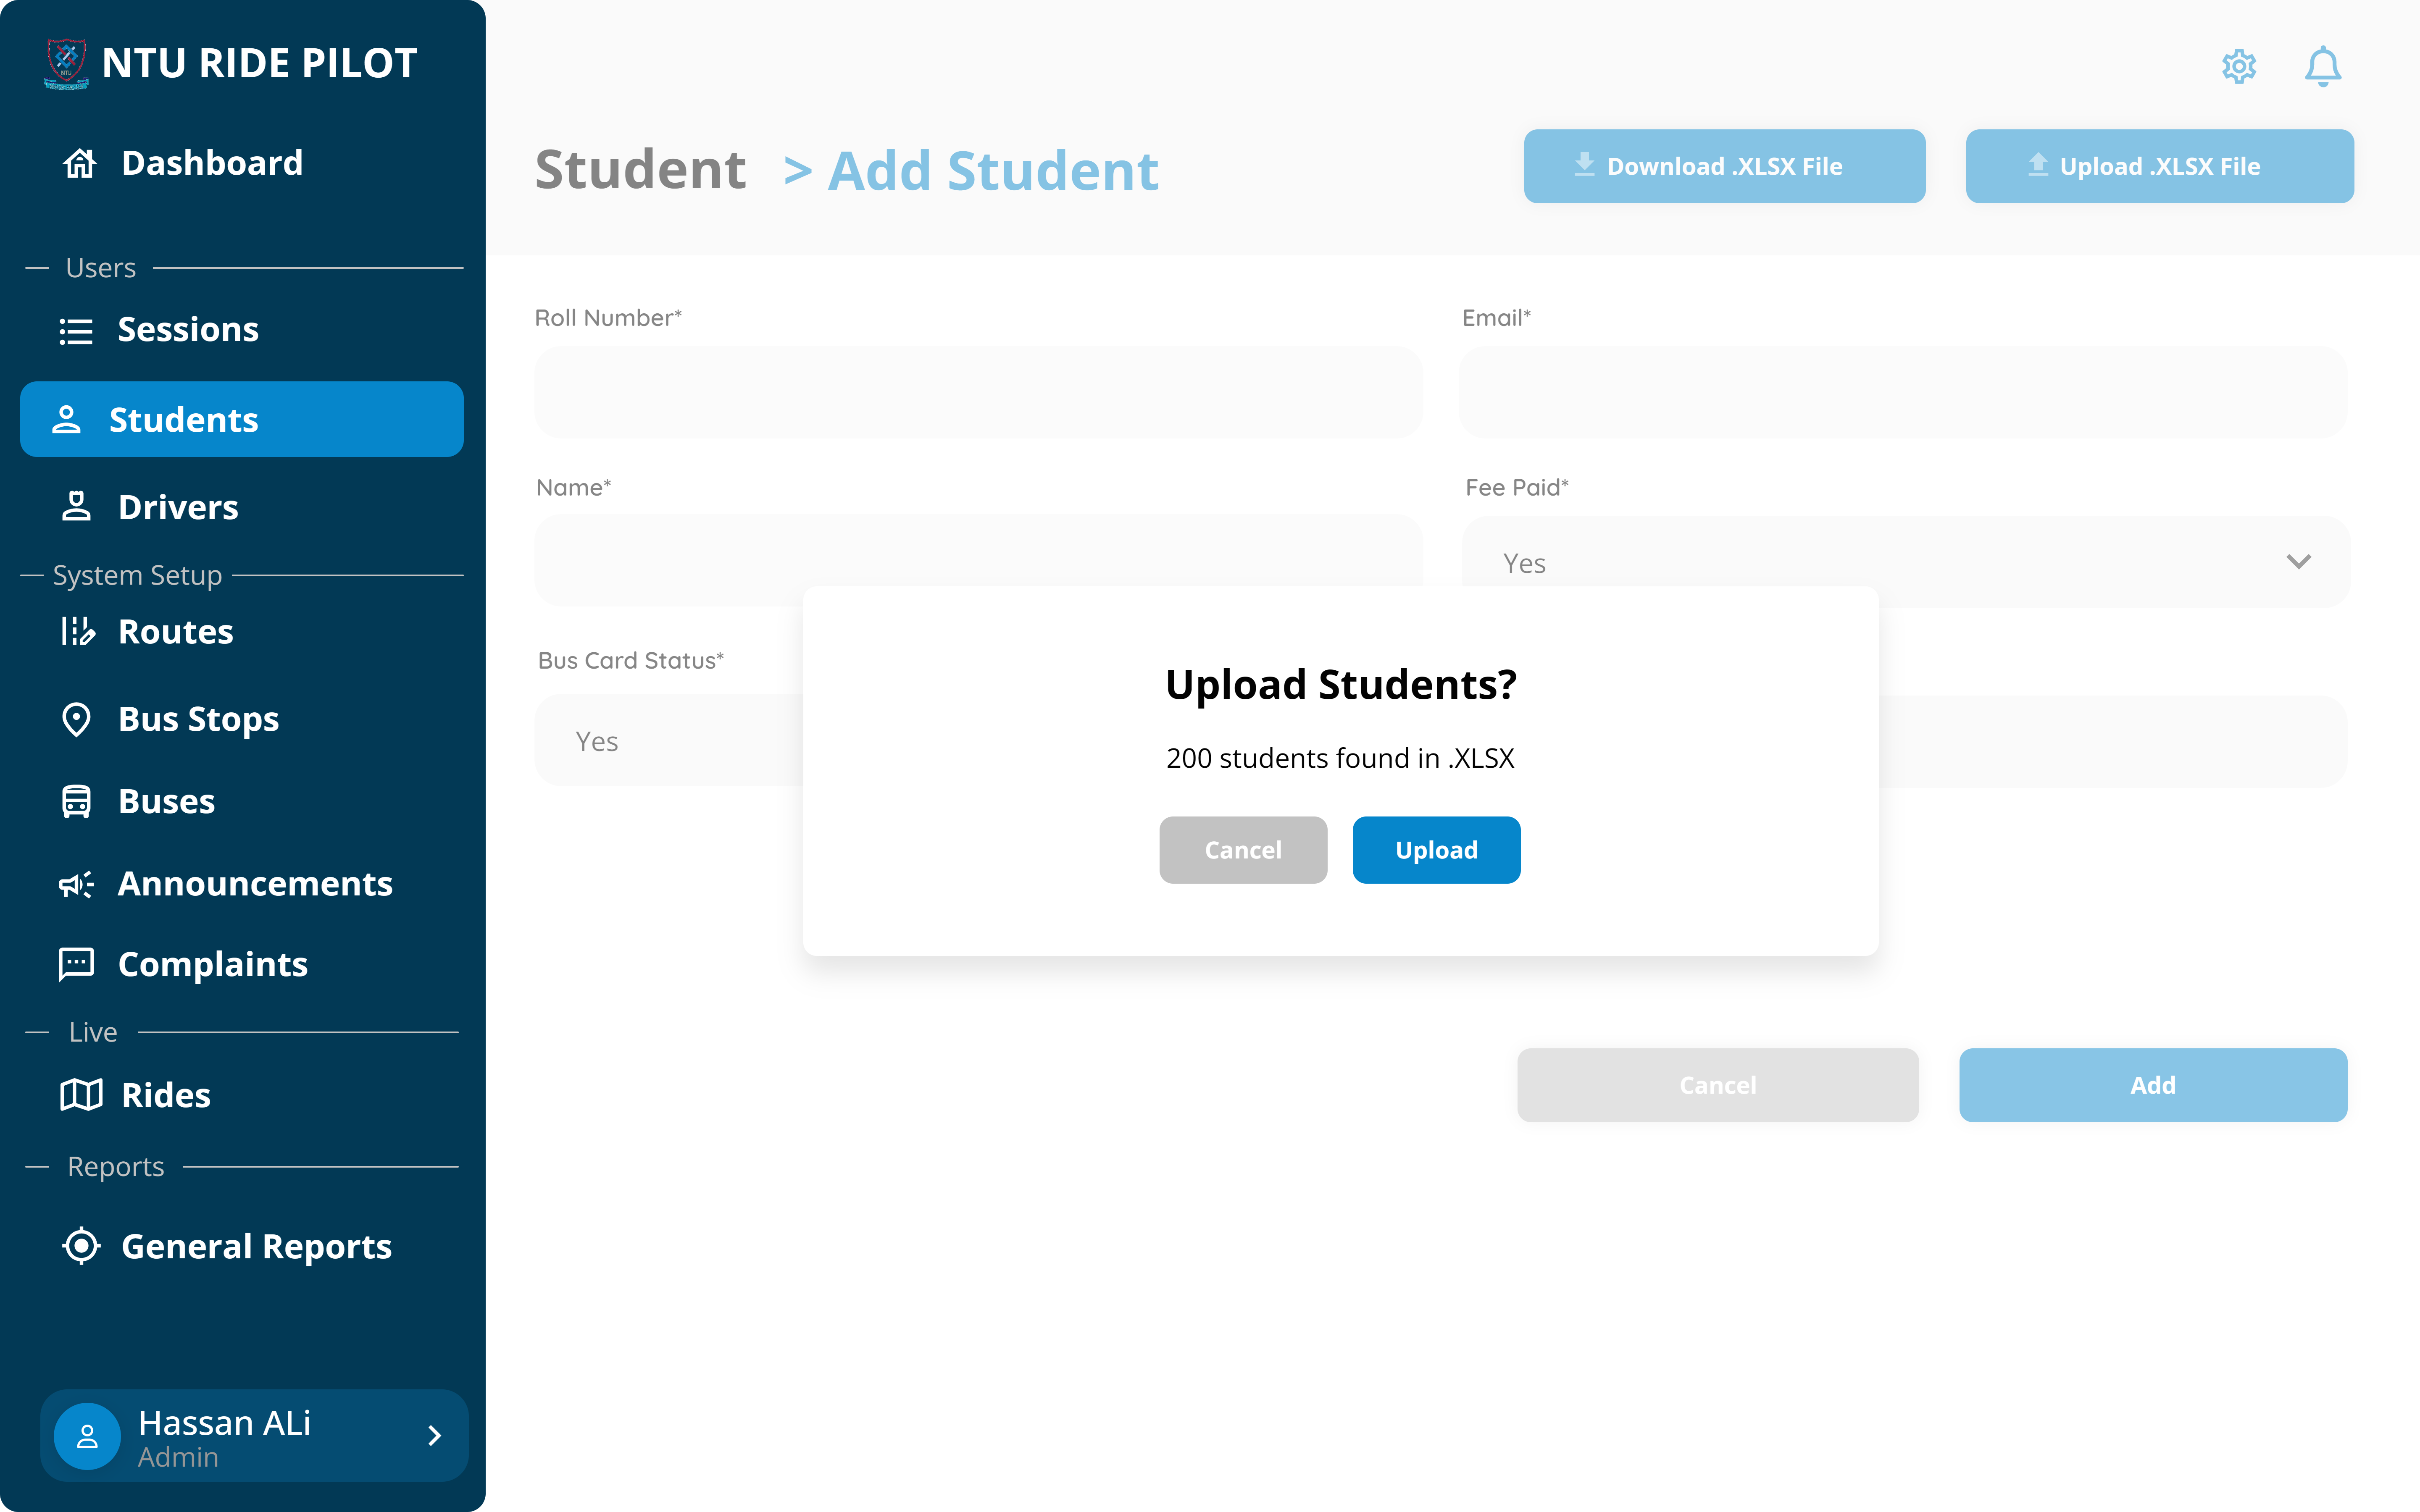 NTU
NTU RIDE PILOT
Dashboard
Users
Sessions
Students
Drivers
System Setup
Routes
Bus Stops
Buses
Announcements
Complaints
Live
Rides
Reports
General Reports
Hassan ALi
Admin
Student > Add Student
Download .XLSX File
Upload .XLSX File
Roll Number*
Email*
Name*
Fee Paid*
Yes
Bus Card Status*
Yes
Upload Students?
200 students found in .XLSX
Cancel
Upload
Cancel
Add